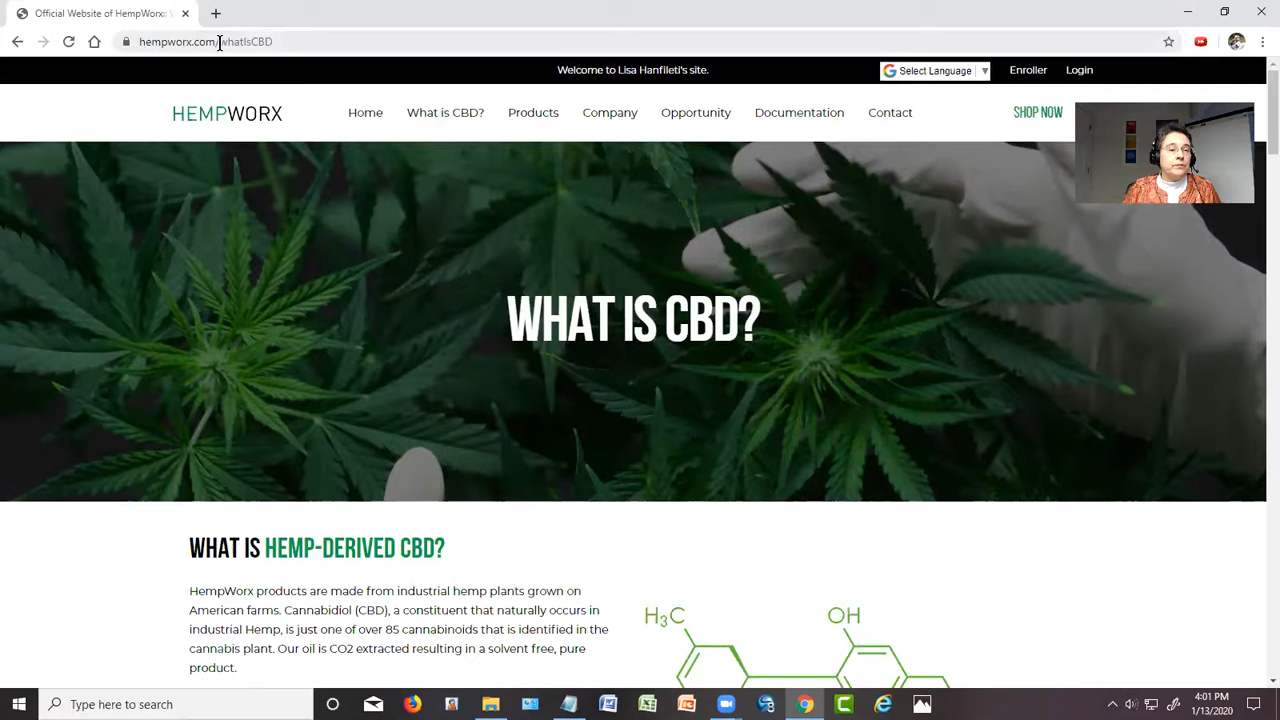 Official Website of HempWorx:: W
hempworx.com/whatIsCBD
Welcome to Lisa Hanfileti's site.
Select Language
Enroller
Login
HEMPWORX
Home
What is CBD?
Products
Company
Opportunity
Documentation
Contact
SHOP NOW
WHAT IS CBD?
WHAT IS HEMP-DERIVED CBD?
HempWorx products are made from industrial hemp plants grown on
American farms. Cannabidiol (CBD), a constituent that naturally occurs in
industrial Hemp, is just one of over 85 cannabinoids that is identified in the
cannabis plant. Our oil is CO2 extracted resulting in a solvent free, pure
product.
H₃C
OH
Type here to search
4:01 PM
1/13/2020